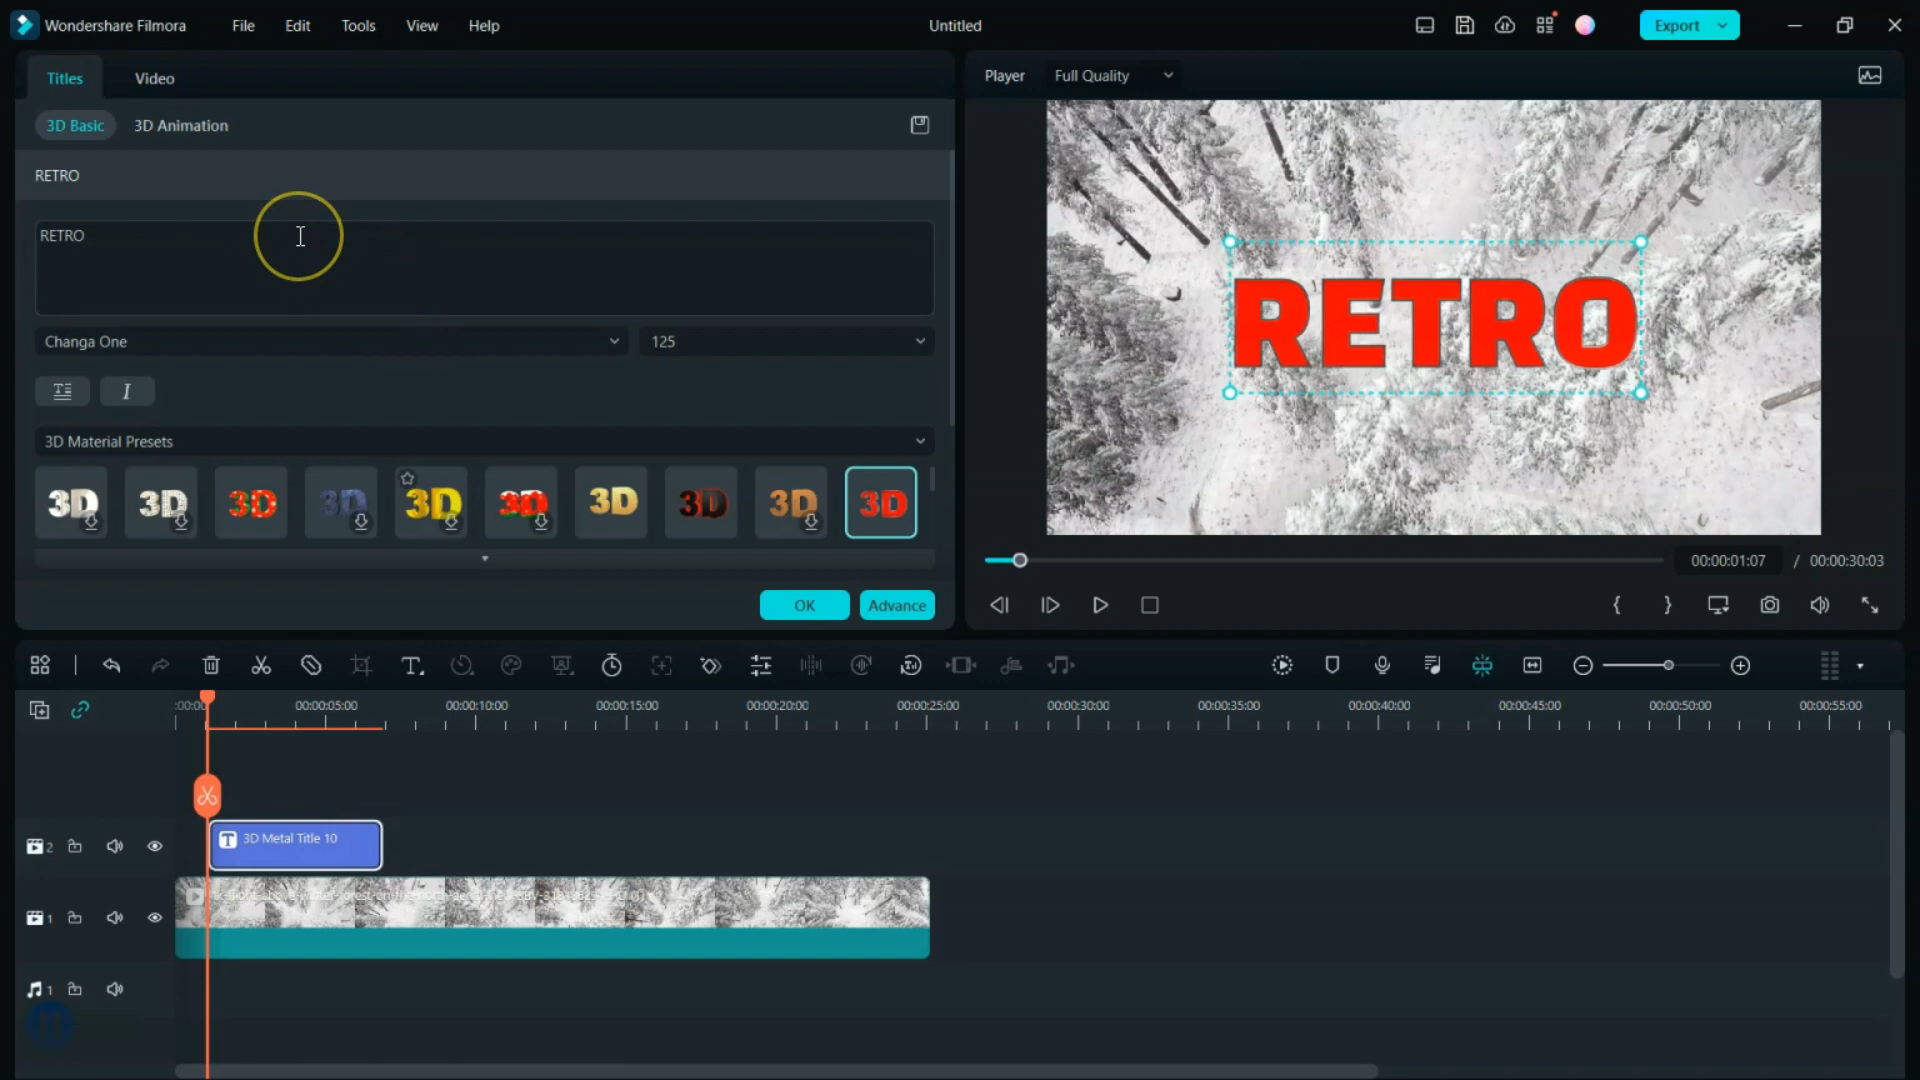 Wondershare Filmora File Edit Tools View Help Untitled Export
Titles Video
Player Full Quality
3D Basic 3D Animation
RETRO
RETRO
Changa One 125
T I
3D Material Presets
3D 3D 3D 3D 3D 3D 3D 3D 3D 3D
OK Advance
RETRO
00:00:01:07 / 00:00:30:03
:00:00 00:00:05:00 00:00:10:00 00:00:15:00 00:00:20:00 00:00:25:00 00:00:30:00 00:00:35:00 00:00:40:00 00:00:45:00 00:00:50:00 00:00:55:00
2 T 3D Metal Title 10
1
1